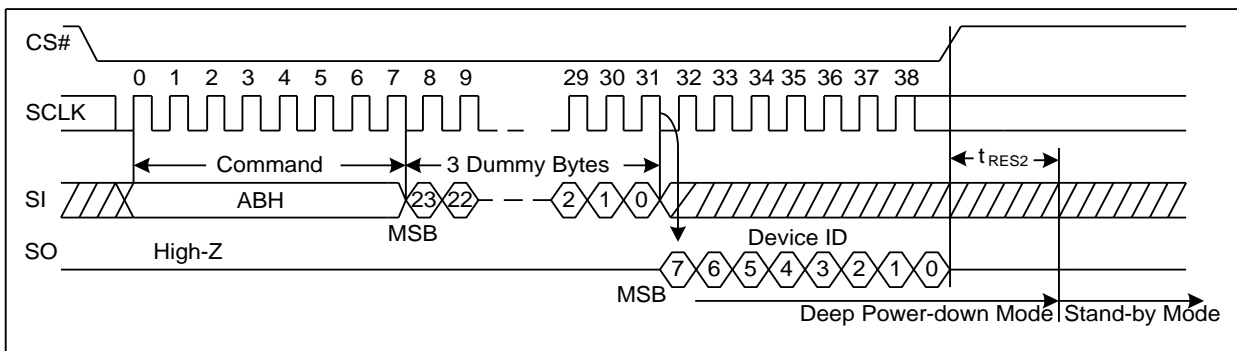 CS#
0 1 2 3 4 5 6 7 8 9 29 30 31 32 33 34 35 36 37 38
SCLK
Command 3 Dummy Bytes t RES2
SI ABH 23 22 2 1 0
MSB
SO High-Z Device ID
7 6 5 4 3 2 1 0
MSB
Deep Power-down Mode Stand-by Mode